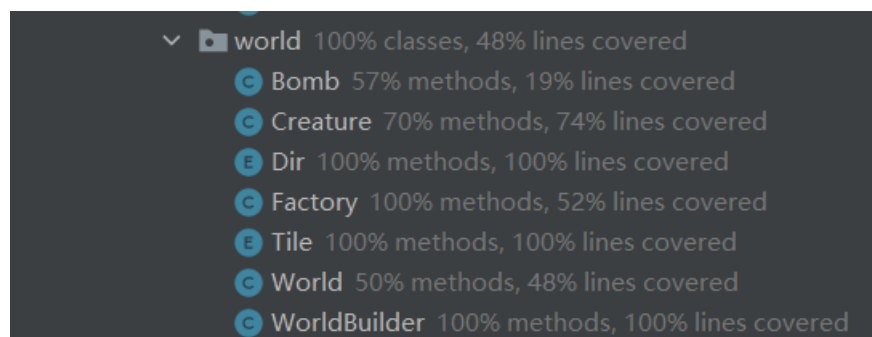 world 100% classes, 48% lines covered
C Bomb 57% methods, 19% lines covered
C Creature 70% methods, 74% lines covered
E Dir 100% methods, 100% lines covered
C Factory 100% methods, 52% lines covered
E Tile 100% methods, 100% lines covered
C World 50% methods, 48% lines covered
C WorldBuilder 100% methods, 100% lines covered